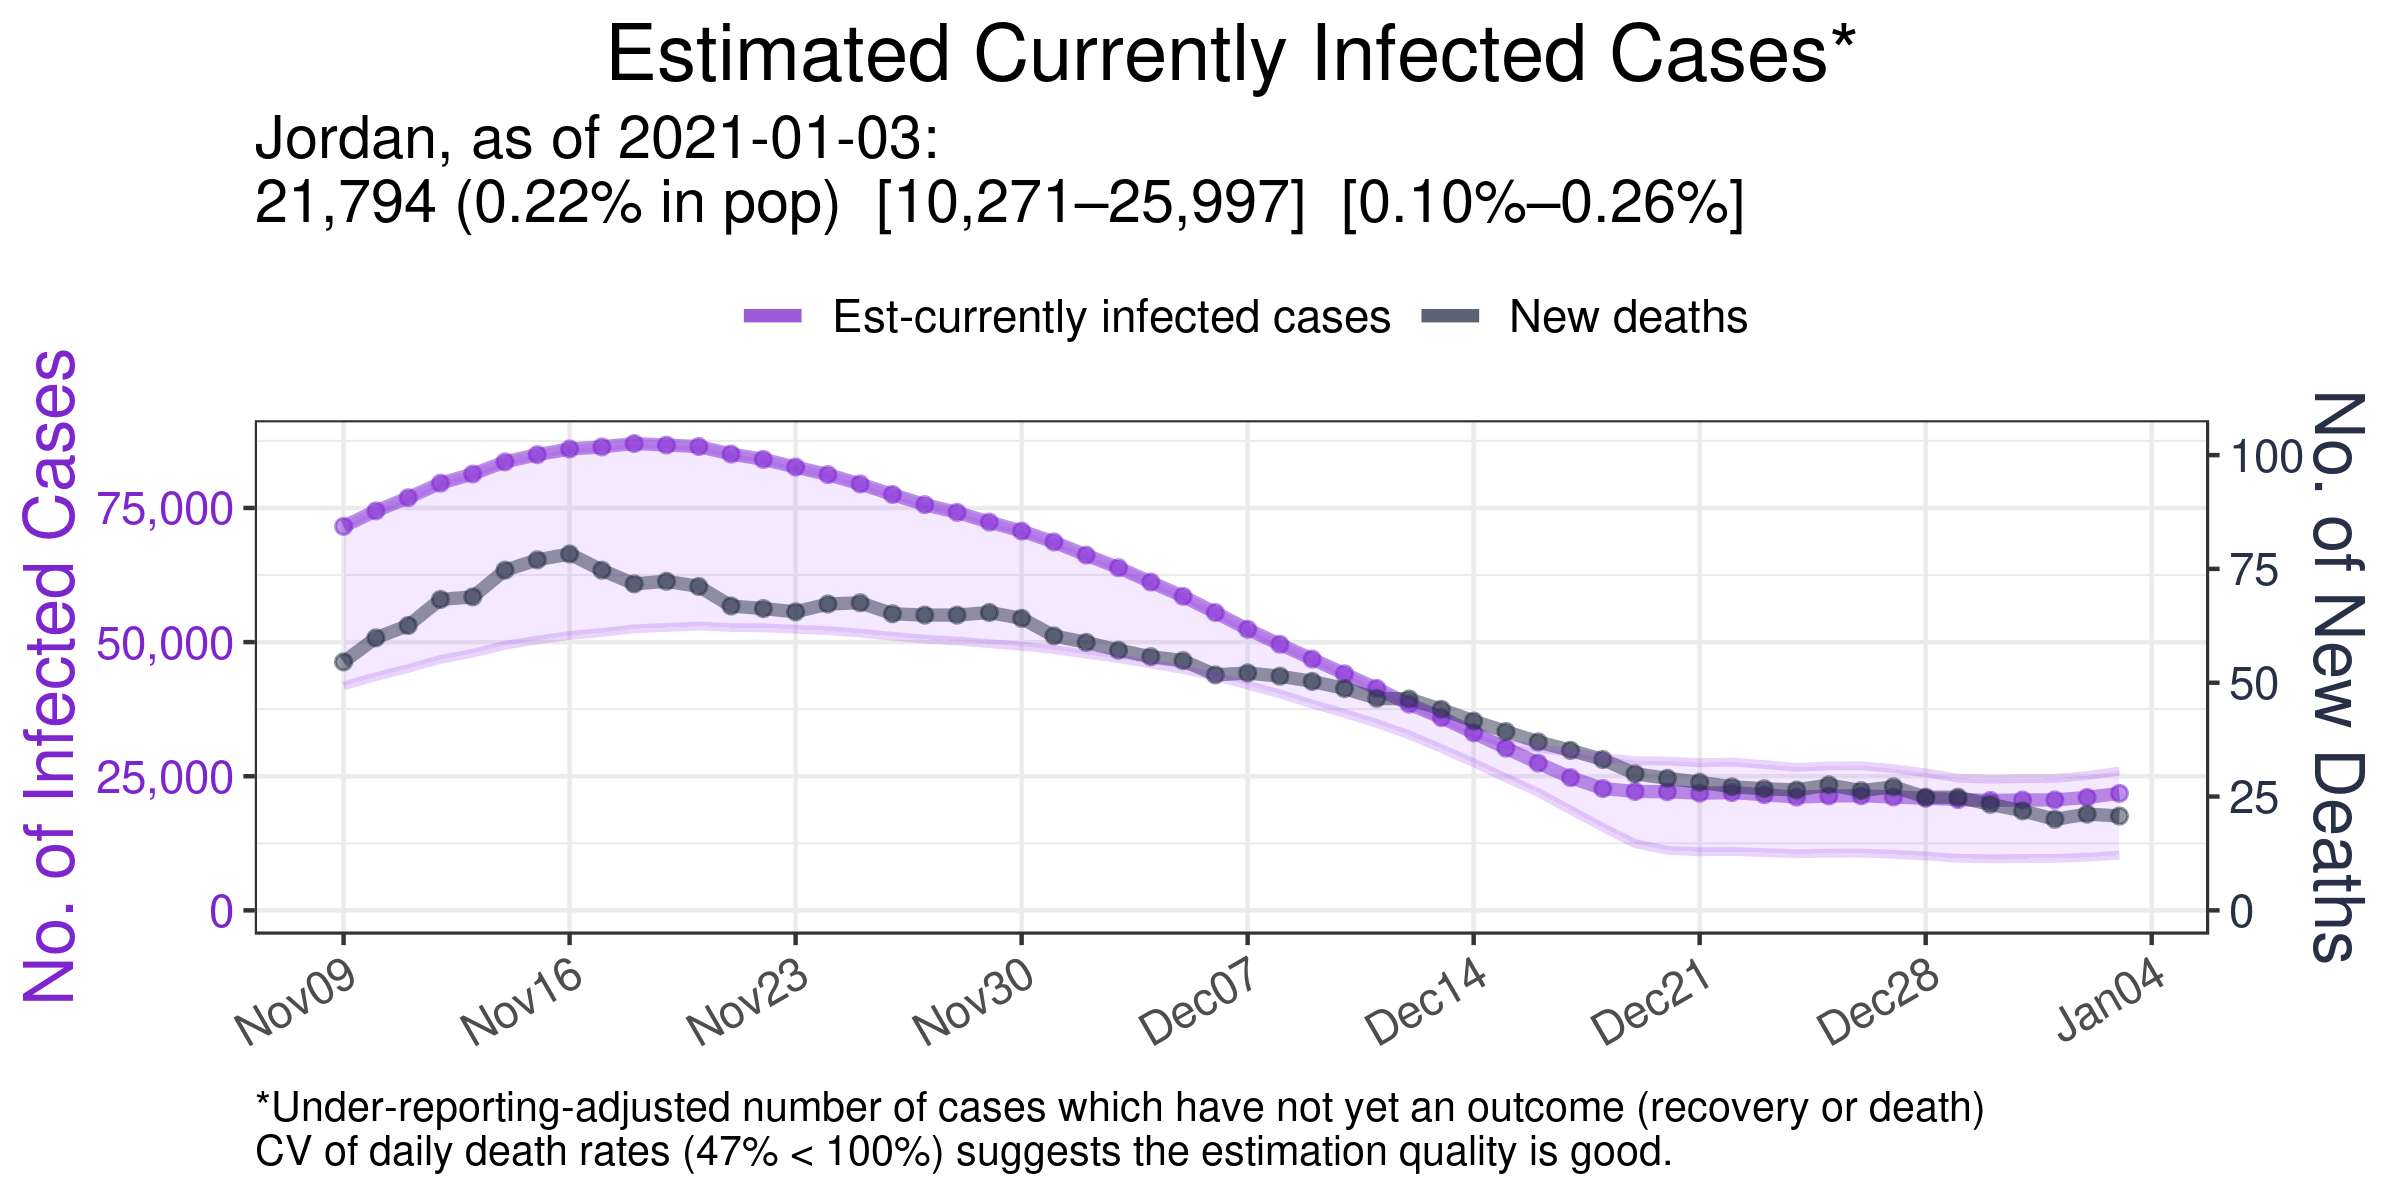 Estimated Currently Infected Cases*
Jordan, as of 2021-01-03:
21,794 (0.22% in pop)  [10,271–25,997]  [0.10%–0.26%]
Est-currently infected cases
New deaths
No. of Infected Cases
75,000
50,000
25,000
0
100
75
50
25
0
No. of New Deaths
Nov09
Nov16
Nov23
Nov30
Dec07
Dec14
Dec21
Dec28
Jan04
*Under-reporting-adjusted number of cases which have not yet an outcome (recovery or death)
CV of daily death rates (47% < 100%) suggests the estimation quality is good.